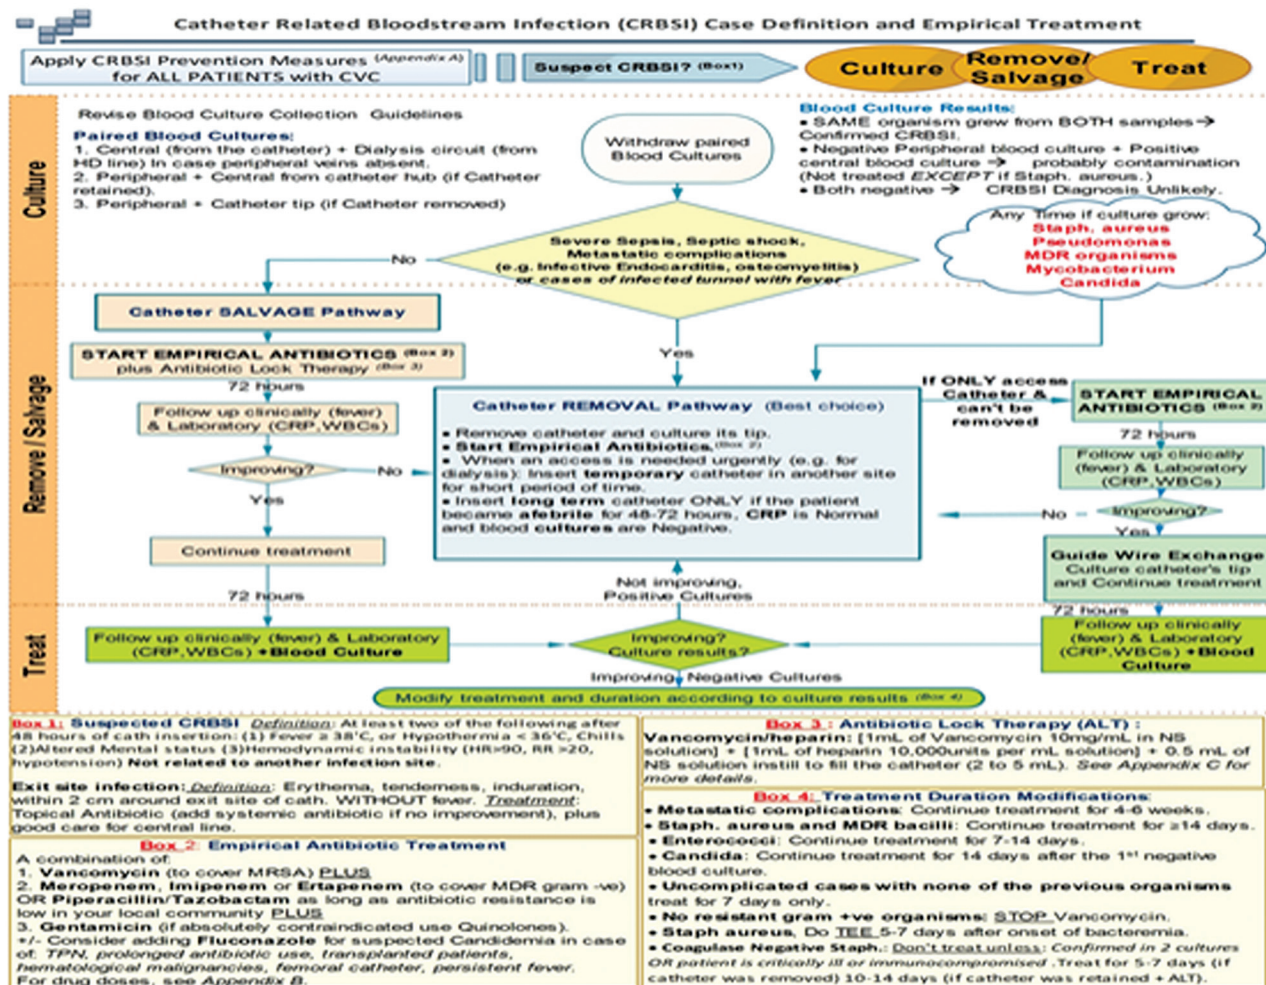 Catheter Related Bloodstream Infection (CRBSI) Case Definition and Empirical Treatment
Apply CRBSI Prevention Measures (Appendix A)
for ALL PATIENTS with CVC
Suspect CRBSI? (Box1)
Culture
Remove/
Salvage
Treat
Culture
Revise Blood Culture Collection Guidelines
Paired Blood Cultures:
1. Central (from the catheter) + Dialysis circuit (from
HD line) In case peripheral veins absent.
2. Peripheral + Central from catheter hub (if Catheter
retained).
3. Peripheral + Catheter tip (if Catheter removed)
Withdraw paired
Blood Cultures
Blood Culture Results:
• SAME organism grew from BOTH samples→
Confirmed CRBSI.
• Negative Peripheral blood culture + Positive
central blood culture → probably contamination
(Not treated EXCEPT if Staph. aureus.)
• Both negative → CRBSI Diagnosis Unlikely.
Any Time if culture grow:
Staph. aureus
Pseudomonas
MDR organisms
Mycobacterium
Candida
Severe Sepsis, Septic shock,
Metastatic complications
(e.g. Infective Endocarditis, osteomyelitis)
or cases of infected tunnel with fever
No
Yes
Remove / Salvage
Catheter SALVAGE Pathway
START EMPIRICAL ANTIBIOTICS (Box 2)
plus Antibiotic Lock Therapy (Box 3)
72 hours
Follow up clinically (fever)
& Laboratory (CRP,WBCs)
Improving?
No
Yes
Continue treatment
72 hours
Catheter REMOVAL Pathway (Best choice)
• Remove catheter and culture its tip.
• Start Empirical Antibiotics.(Box 2)
• When an access is needed urgently (e.g. for
dialysis): Insert temporary catheter in another site
for short period of time.
• Insert long term catheter ONLY if the patient
became afebrile for 48-72 hours, CRP is Normal
and blood cultures are Negative.
If ONLY access
Catheter &
can't be
removed
START EMPIRICAL
ANTIBIOTICS (Box 2)
72 hours
Follow up clinically
(fever) & Laboratory
(CRP,WBCs)
Improving?
No
Yes
Guide Wire Exchange
Culture catheter's tip
and Continue treatment
72 hours
Not improving,
Positive Cultures
Treat
Follow up clinically (fever) & Laboratory
(CRP,WBCs) +Blood Culture
Improving?
Culture results?
Follow up clinically
(fever) & Laboratory
(CRP,WBCs) +Blood
Culture
Improving, Negative Cultures
Modify treatment and duration according to culture results (Box 4)
Box 1: Suspected CRBSI Definition: At least two of the following after
48 hours of cath insertion: (1) Fever ≥ 38'C, or Hypothermia < 36'C, Chills
(2)Altered Mental status (3)Hemodynamic instability (HR>90, RR >20,
hypotension) Not related to another infection site.
Exit site infection: Definition: Erythema, tenderness, induration,
within 2 cm around exit site of cath. WITHOUT fever. Treatment:
Topical Antibiotic (add systemic antibiotic if no improvement), plus
good care for central line.
Box 2: Empirical Antibiotic Treatment
A combination of:
1. Vancomycin (to cover MRSA) PLUS
2. Meropenem, Imipenem or Ertapenem (to cover MDR gram -ve)
OR Piperacillin/Tazobactam as long as antibiotic resistance is
low in your local community PLUS
3. Gentamicin (if absolutely contraindicated use Quinolones).
+/- Consider adding Fluconazole for suspected Candidemia in case
of: TPN, prolonged antibiotic use, transplanted patients,
hematological malignancies, femoral catheter, persistent fever.
For drug doses, see Appendix B.
Box 3 : Antibiotic Lock Therapy (ALT) :
Vancomycin/heparin: [1mL of Vancomycin 10mg/mL in NS
solution] + [1mL of heparin 10,000units per mL solution] + 0.5 mL of
NS solution instill to fill the catheter (2 to 5 mL). See Appendix C for
more details.
Box 4: Treatment Duration Modifications:
• Metastatic complications: Continue treatment for 4-6 weeks.
• Staph. aureus and MDR bacilli: Continue treatment for ≥14 days.
• Enterococci: Continue treatment for 7-14 days.
• Candida: Continue treatment for 14 days after the 1st negative
blood culture.
• Uncomplicated cases with none of the previous organisms
treat for 7 days only.
• No resistant gram +ve organisms: STOP Vancomycin.
• Staph aureus, Do TEE 5-7 days after onset of bacteremia.
• Coagulase Negative Staph.: Don't treat unless: Confirmed in 2 cultures
OR patient is critically ill or immunocompromised .Treat for 5-7 days (if
catheter was removed) 10-14 days (if catheter was retained + ALT).